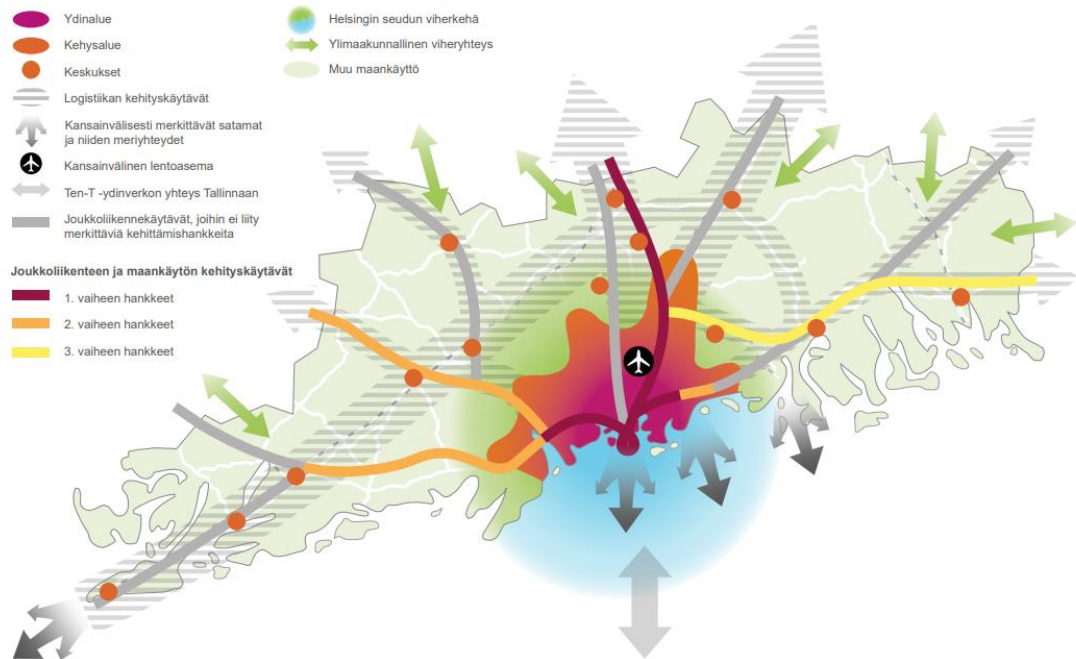 Ydinalue
Kehysalue
Keskukset
Logistiikan kehityskäytävät
Kansainvälisesti merkittävät satamat
ja niiden meriyhteydet
Kansainvälinen lentoasema
Ten-T -ydinverkon yhteys Tallinnaan
Joukkoliikennekäytävät, joihin ei liity
merkittäviä kehittämishankkeita
Joukkoliikenteen ja maankäytön kehityskäytävät
1. vaiheen hankkeet
2. vaiheen hankkeet
3. vaiheen hankkeet
Helsingin seudun viherkehä
Ylimaakunnallinen viheryhteys
Muu maankäyttö